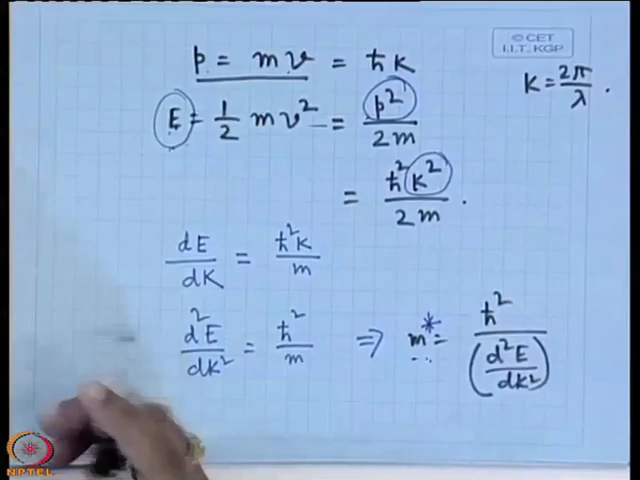 © CET
I.I.T. KGP
p = mv = ħk
k = 2π/λ .
E = 1/2 mv² = p²/2m
= ħ²k²/2m .
dE/dk = ħ²k/m
d²E/dk² = ħ²/m ⇒ m* = ħ²/(d²E/dk²)
NPTEL